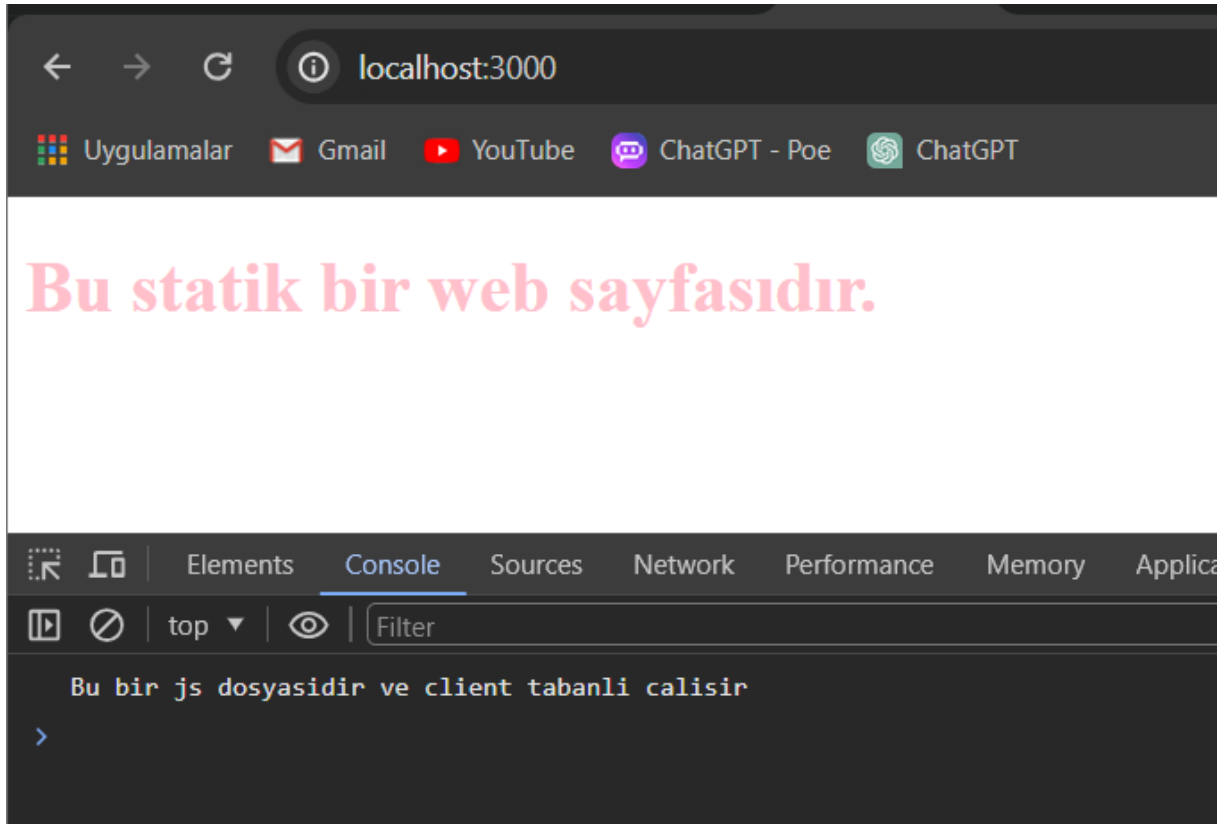 localhost:3000
Uygulamalar Gmail YouTube ChatGPT - Poe ChatGPT
Bu statik bir web sayfasıdır.
Elements Console Sources Network Performance Memory Applica
top Filter
Bu bir js dosyasidir ve client tabanli calisir